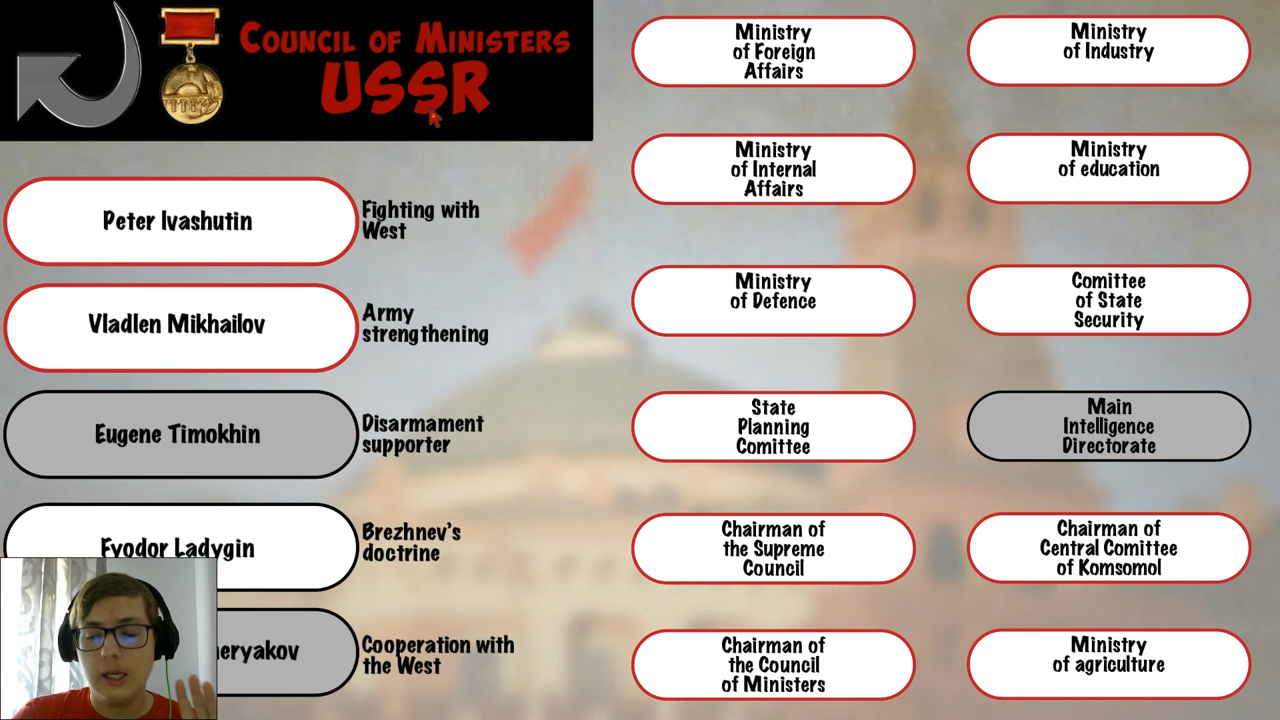 COUNCIL OF MINISTERS
USSR
Peter Ivashutin
Fighting with
West
Vladlen Mikhailov
Army
strengthening
Eugene Timokhin
Disarmament
supporter
Fyodor Ladygin
Brezhnev's
doctrine
Cooperation with
the West
Ministry
of Foreign
Affairs
Ministry
of Industry
Ministry
of Internal
Affairs
Ministry
of education
Ministry
of Defence
Comittee
of State
Security
State
Planning
Comittee
Main
Intelligence
Directorate
Chairman of
the Supreme
Council
Chairman of
Central Comittee
of Komsomol
Chairman of
the Council
of Ministers
Ministry
of agriculture